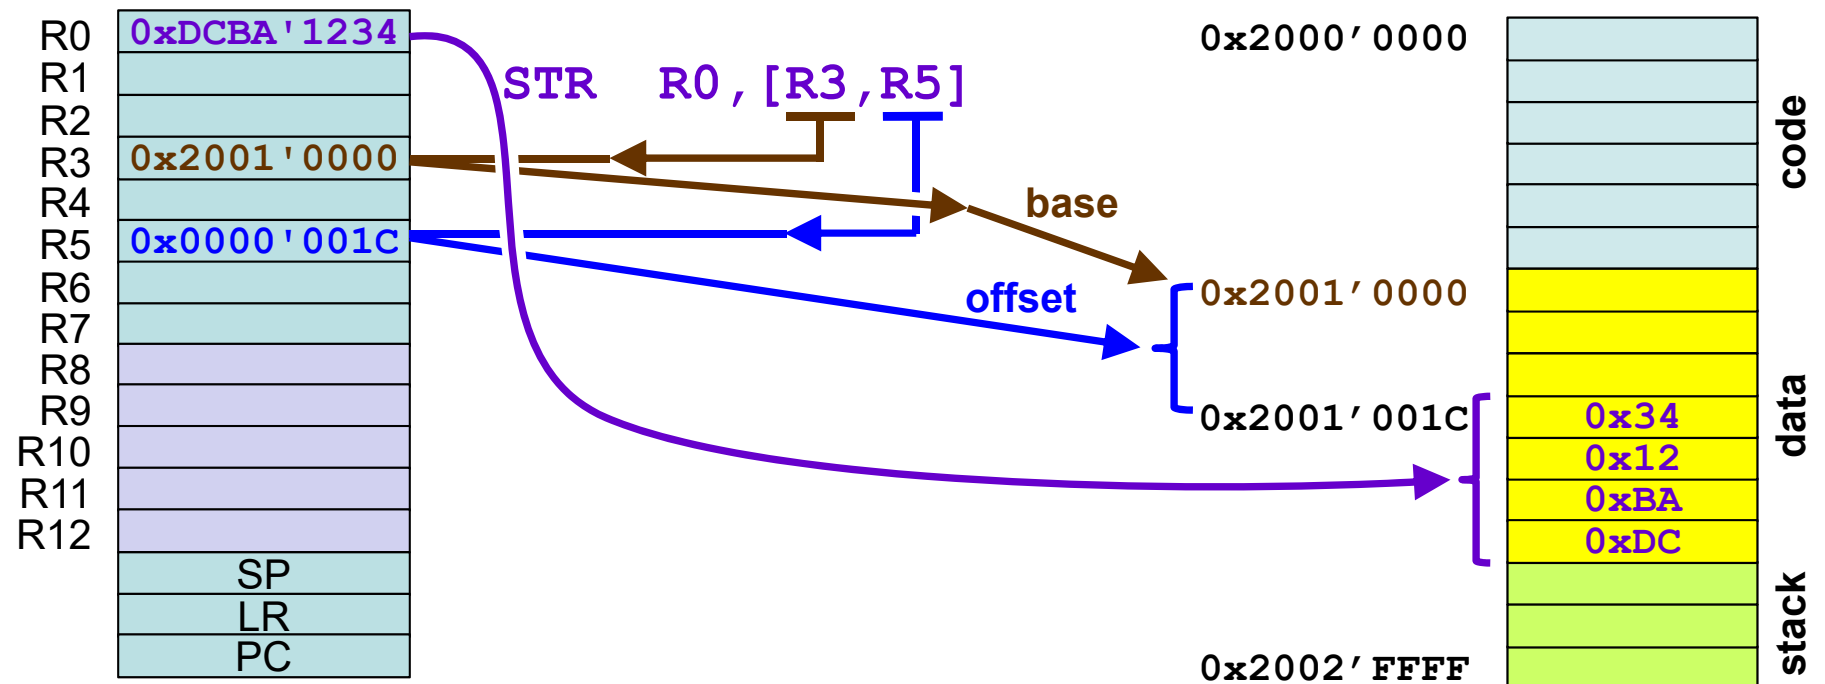 R0 0xDCBA'1234
R1
R2
R3 0x2001'0000
R4
R5 0x0000'001C
R6
R7
R8
R9
R10
R11
R12
SP
LR
PC
STR R0,[R3,R5]
base
offset
0x2000’0000
0x2001’0000
0x2001’001C
0x2002’FFFF
0x34
0x12
0xBA
0xDC
code
data
stack